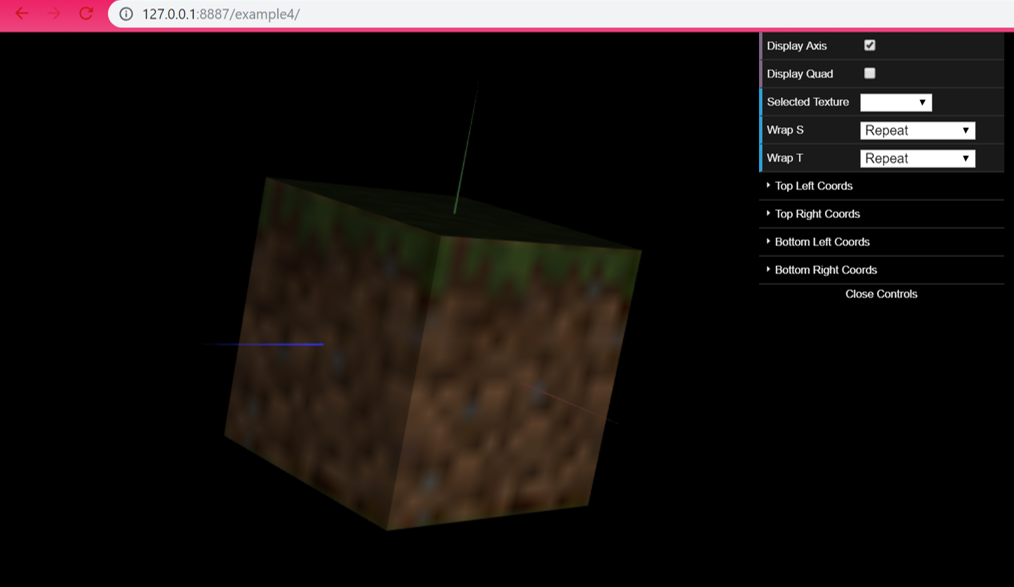 127.0.0.1:8887/example4/
Display Axis
Display Quad
Selected Texture
Wrap S Repeat
Wrap T Repeat
Top Left Coords
Top Right Coords
Bottom Left Coords
Bottom Right Coords
Close Controls